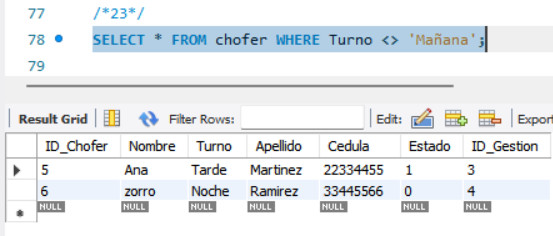 77 /*23*/
78 SELECT * FROM chofer WHERE Turno <> 'Mañana';
79
Result Grid Filter Rows: Edit: Export
ID_Chofer Nombre Turno Apellido Cedula Estado ID_Gestion
5 Ana Tarde Martinez 22334455 1 3
6 zorro Noche Ramirez 33445566 0 4
NULL NULL NULL NULL NULL NULL NULL